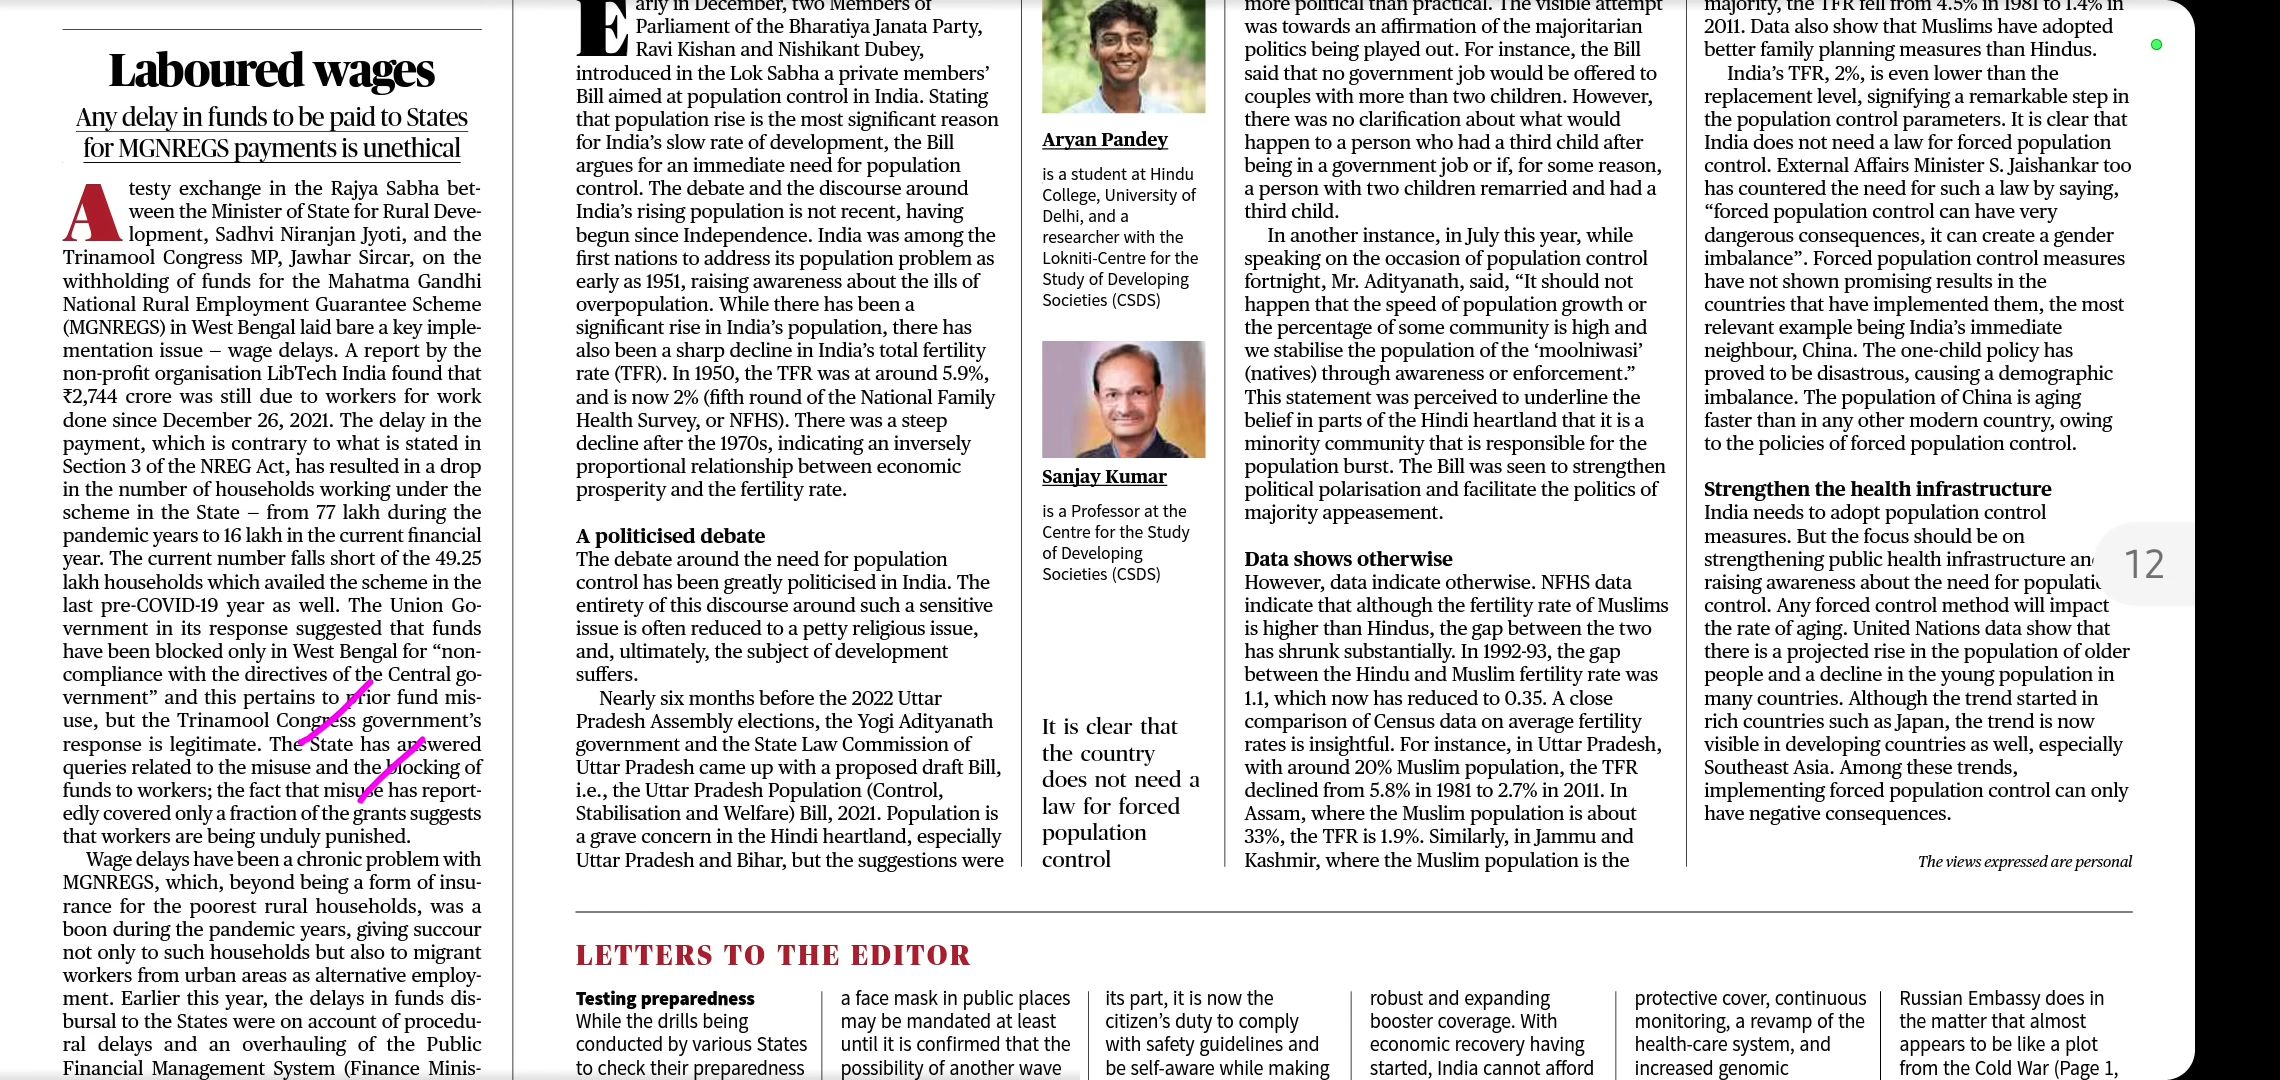 Laboured wages
Any delay in funds to be paid to States
for MGNREGS payments is unethical
A testy exchange in the Rajya Sabha bet-
ween the Minister of State for Rural Deve-
lopment, Sadhvi Niranjan Jyoti, and the
Trinamool Congress MP, Jawhar Sircar, on the
withholding of funds for the Mahatma Gandhi
National Rural Employment Guarantee Scheme
(MGNREGS) in West Bengal laid bare a key imple-
mentation issue – wage delays. A report by the
non-profit organisation LibTech India found that
₹2,744 crore was still due to workers for work
done since December 26, 2021. The delay in the
payment, which is contrary to what is stated in
Section 3 of the NREG Act, has resulted in a drop
in the number of households working under the
scheme in the State – from 77 lakh during the
pandemic years to 16 lakh in the current financial
year. The current number falls short of the 49.25
lakh households which availed the scheme in the
last pre-COVID-19 year as well. The Union Go-
vernment in its response suggested that funds
have been blocked only in West Bengal for “non-
compliance with the directives of the Central go-
vernment” and this pertains to prior fund mis-
use, but the Trinamool Congress government’s
response is legitimate. The State has answered
queries related to the misuse and the blocking of
funds to workers; the fact that misuse has report-
edly covered only a fraction of the grants suggests
that workers are being unduly punished.
Wage delays have been a chronic problem with
MGNREGS, which, beyond being a form of insu-
rance for the poorest rural households, was a
boon during the pandemic years, giving succour
not only to such households but also to migrant
workers from urban areas as alternative employ-
ment. Earlier this year, the delays in funds dis-
bursal to the States were on account of procedu-
ral delays and an overhauling of the Public
Financial Management System (Finance Minis-
Early in December, two Members of
Parliament of the Bharatiya Janata Party,
Ravi Kishan and Nishikant Dubey,
introduced in the Lok Sabha a private members’
Bill aimed at population control in India. Stating
that population rise is the most significant reason
for India’s slow rate of development, the Bill
argues for an immediate need for population
control. The debate and the discourse around
India’s rising population is not recent, having
begun since Independence. India was among the
first nations to address its population problem as
early as 1951, raising awareness about the ills of
overpopulation. While there has been a
significant rise in India’s population, there has
also been a sharp decline in India’s total fertility
rate (TFR). In 1950, the TFR was at around 5.9%,
and is now 2% (fifth round of the National Family
Health Survey, or NFHS). There was a steep
decline after the 1970s, indicating an inversely
proportional relationship between economic
prosperity and the fertility rate.
A politicised debate
The debate around the need for population
control has been greatly politicised in India. The
entirety of this discourse around such a sensitive
issue is often reduced to a petty religious issue,
and, ultimately, the subject of development
suffers.
Nearly six months before the 2022 Uttar
Pradesh Assembly elections, the Yogi Adityanath
government and the State Law Commission of
Uttar Pradesh came up with a proposed draft Bill,
i.e., the Uttar Pradesh Population (Control,
Stabilisation and Welfare) Bill, 2021. Population is
a grave concern in the Hindi heartland, especially
Uttar Pradesh and Bihar, but the suggestions were
Aryan Pandey
is a student at Hindu
College, University of
Delhi, and a
researcher with the
Lokniti-Centre for the
Study of Developing
Societies (CSDS)
Sanjay Kumar
is a Professor at the
Centre for the Study
of Developing
Societies (CSDS)
It is clear that
the country
does not need a
law for forced
population
control
more political than practical. The visible attempt
was towards an affirmation of the majoritarian
politics being played out. For instance, the Bill
said that no government job would be offered to
couples with more than two children. However,
there was no clarification about what would
happen to a person who had a third child after
being in a government job or if, for some reason,
a person with two children remarried and had a
third child.
In another instance, in July this year, while
speaking on the occasion of population control
fortnight, Mr. Adityanath, said, “It should not
happen that the speed of population growth or
the percentage of some community is high and
we stabilise the population of the ‘moolniwasi’
(natives) through awareness or enforcement.”
This statement was perceived to underline the
belief in parts of the Hindi heartland that it is a
minority community that is responsible for the
population burst. The Bill was seen to strengthen
political polarisation and facilitate the politics of
majority appeasement.
Data shows otherwise
However, data indicate otherwise. NFHS data
indicate that although the fertility rate of Muslims
is higher than Hindus, the gap between the two
has shrunk substantially. In 1992-93, the gap
between the Hindu and Muslim fertility rate was
1.1, which now has reduced to 0.35. A close
comparison of Census data on average fertility
rates is insightful. For instance, in Uttar Pradesh,
with around 20% Muslim population, the TFR
declined from 5.8% in 1981 to 2.7% in 2011. In
Assam, where the Muslim population is about
33%, the TFR is 1.9%. Similarly, in Jammu and
Kashmir, where the Muslim population is the
majority, the TFR fell from 4.5% in 1981 to 1.4% in
2011. Data also show that Muslims have adopted
better family planning measures than Hindus.
India’s TFR, 2%, is even lower than the
replacement level, signifying a remarkable step in
the population control parameters. It is clear that
India does not need a law for forced population
control. External Affairs Minister S. Jaishankar too
has countered the need for such a law by saying,
“forced population control can have very
dangerous consequences, it can create a gender
imbalance”. Forced population control measures
have not shown promising results in the
countries that have implemented them, the most
relevant example being India’s immediate
neighbour, China. The one-child policy has
proved to be disastrous, causing a demographic
imbalance. The population of China is aging
faster than in any other modern country, owing
to the policies of forced population control.
Strengthen the health infrastructure
India needs to adopt population control
measures. But the focus should be on
strengthening public health infrastructure an
raising awareness about the need for populati
control. Any forced control method will impact
the rate of aging. United Nations data show that
there is a projected rise in the population of older
people and a decline in the young population in
many countries. Although the trend started in
rich countries such as Japan, the trend is now
visible in developing countries as well, especially
Southeast Asia. Among these trends,
implementing forced population control can only
have negative consequences.
The views expressed are personal
12
LETTERS TO THE EDITOR
Testing preparedness
While the drills being
conducted by various States
to check their preparedness
a face mask in public places
may be mandated at least
until it is confirmed that the
possibility of another wave
its part, it is now the
citizen’s duty to comply
with safety guidelines and
be self-aware while making
robust and expanding
booster coverage. With
economic recovery having
started, India cannot afford
protective cover, continuous
monitoring, a revamp of the
health-care system, and
increased genomic
Russian Embassy does in
the matter that almost
appears to be like a plot
from the Cold War (Page 1,